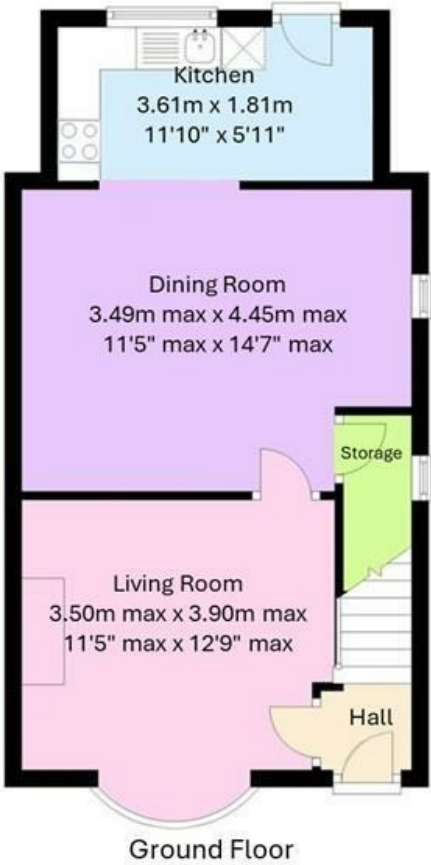 Kitchen
3.61m x 1.81m
11'10" x 5'11"
Dining Room
3.49m max x 4.45m max
11'5" max x 14'7" max
Storage
Living Room
3.50m max x 3.90m max
11'5" max x 12'9" max
Hall
Ground Floor